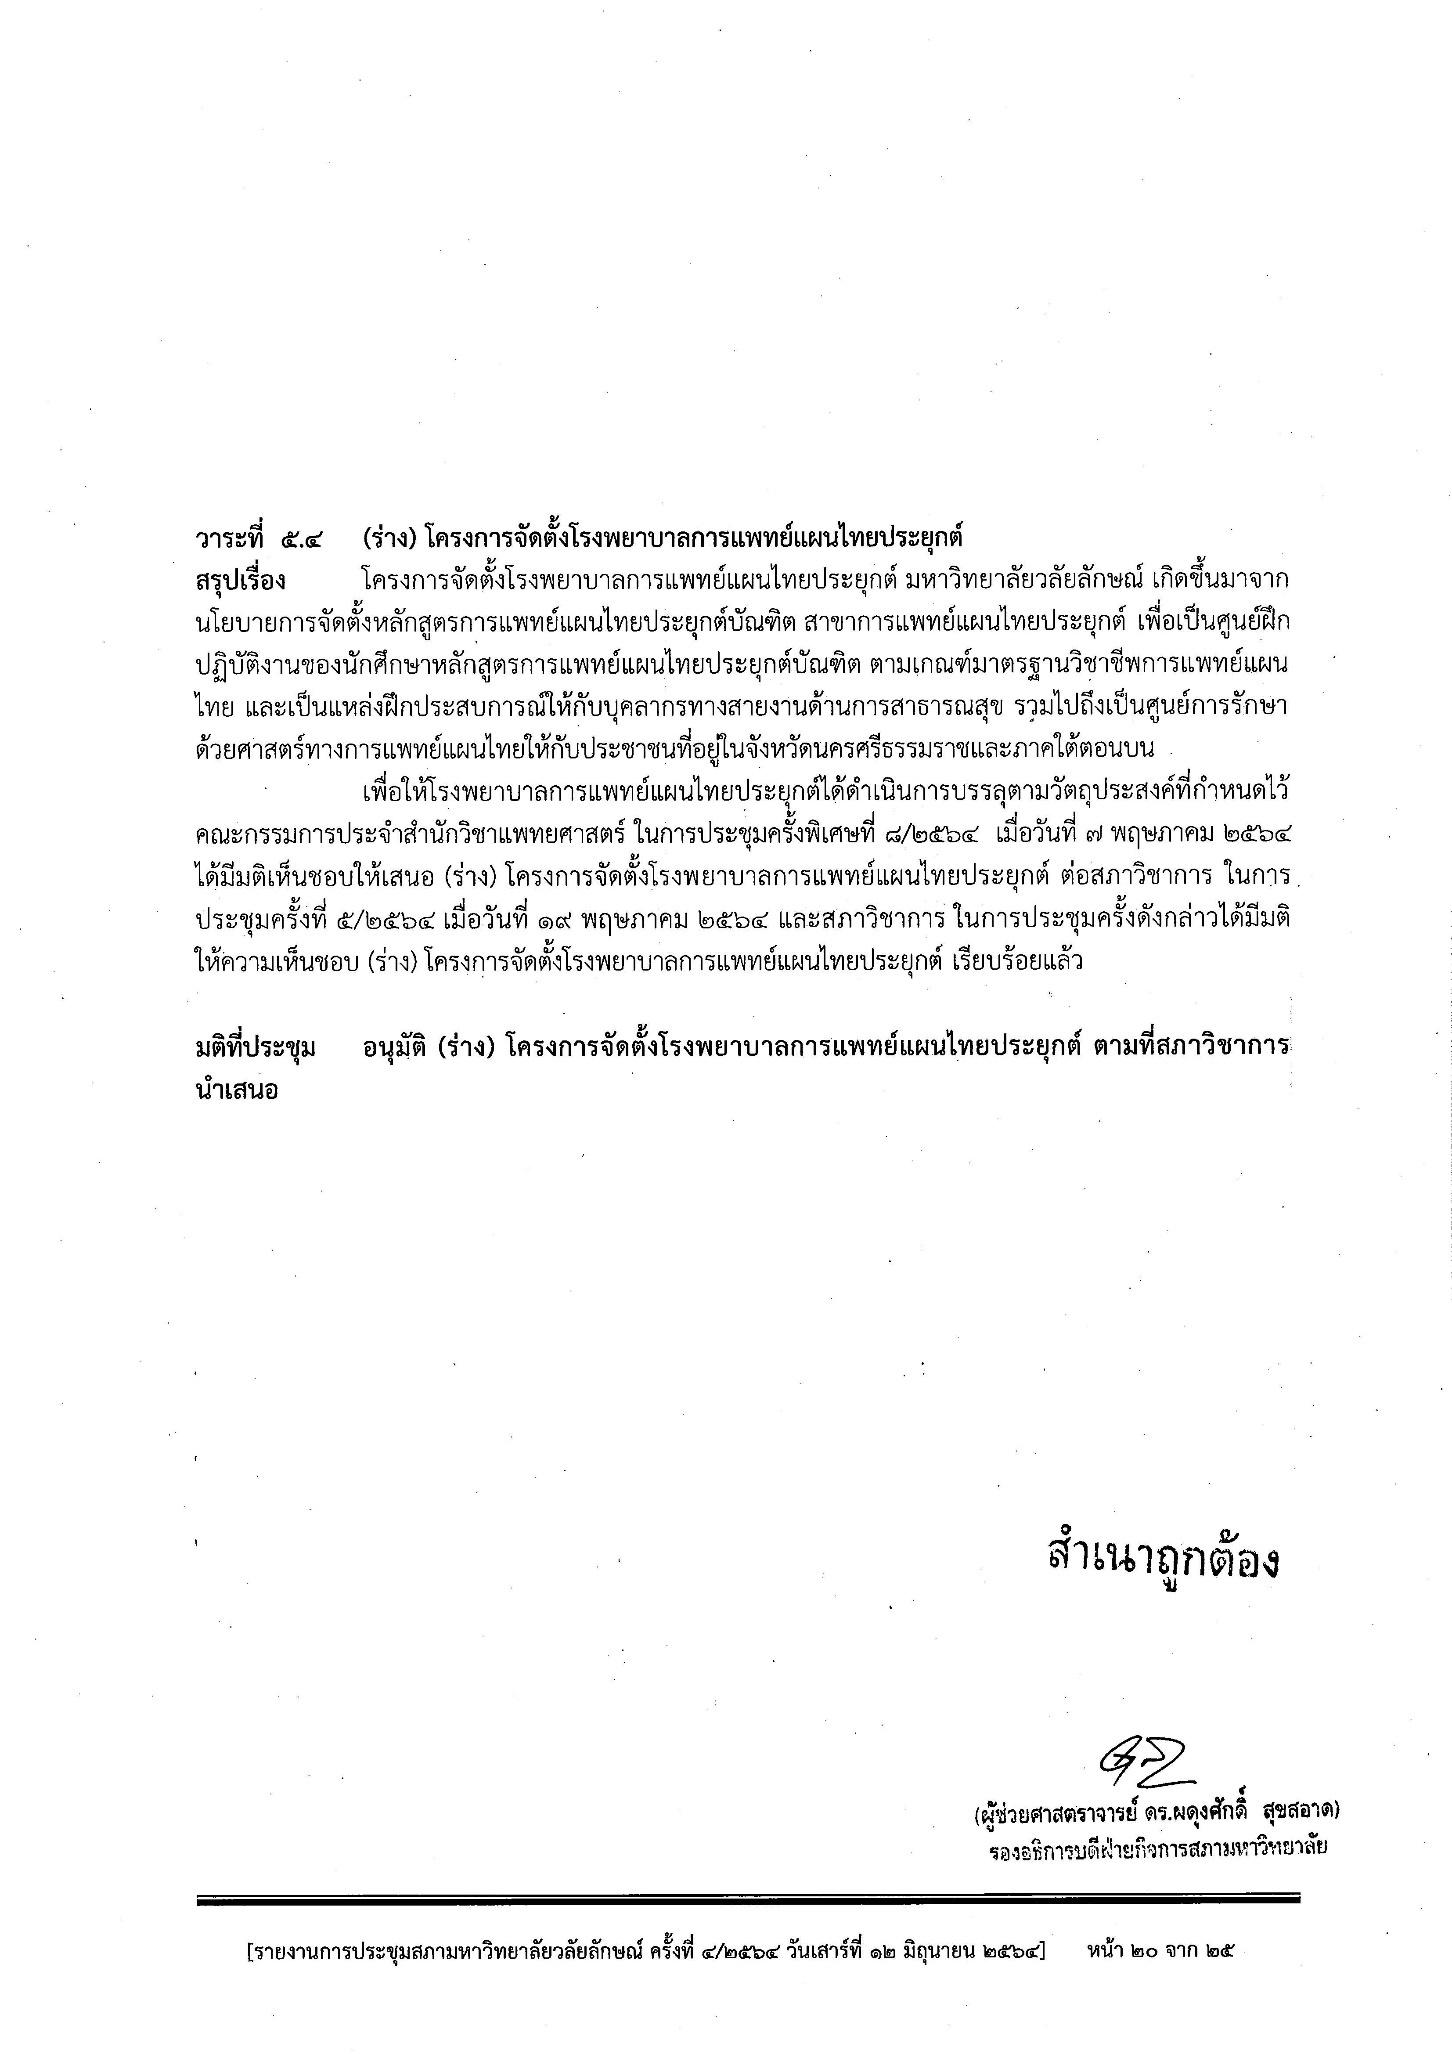 วาระที่ ๕.๔ (ร่าง) โครงการจัดตั้งโรงพยาบาลการแพทย์แผนไทยประยุกต์
สรุปเรื่อง โครงการจัดตั้งโรงพยาบาลการแพทย์แผนไทยประยุกต์ มหาวิทยาลัยวลัยลักษณ์ เกิดขึ้นมาจาก
นโยบายการจัดตั้งหลักสูตรการแพทย์แผนไทยประยุกต์บัณฑิต สาขาการแพทย์แผนไทยประยุกต์ เพื่อเป็นศูนย์ฝึก
ปฏิบัติงานของนักศึกษาหลักสูตรการแพทย์แผนไทยประยุกต์บัณฑิต ตามเกณฑ์มาตรฐานวิชาชีพการแพทย์แผน
ไทย และเป็นแหล่งฝึกประสบการณ์ให้กับบุคลากรทางสายงานด้านการสาธารณสุข รวมไปถึงเป็นศูนย์การรักษา
ด้วยศาสตร์ทางการแพทย์แผนไทยให้กับประชาชนที่อยู่ในจังหวัดนครศรีธรรมราชและภาคใต้ตอนบน
เพื่อให้โรงพยาบาลการแพทย์แผนไทยประยุกต์ได้ดำเนินการบรรลุตามวัตถุประสงค์ที่กำหนดไว้
คณะกรรมการประจำสำนักวิชาแพทยศาสตร์ ในการประชุมครั้งพิเศษที่ ๘/๒๕๖๔ เมื่อวันที่ ๗ พฤษภาคม ๒๕๖๔
ได้มีมติเห็นชอบให้เสนอ (ร่าง) โครงการจัดตั้งโรงพยาบาลการแพทย์แผนไทยประยุกต์ ต่อสภาวิชาการ ในการ
ประชุมครั้งที่ ๕/๒๕๖๔ เมื่อวันที่ ๑๙ พฤษภาคม ๒๕๖๔ และสภาวิชาการ ในการประชุมครั้งดังกล่าวได้มีมติ
ให้ความเห็นชอบ (ร่าง) โครงการจัดตั้งโรงพยาบาลการแพทย์แผนไทยประยุกต์ เรียบร้อยแล้ว
มติที่ประชุม อนุมัติ (ร่าง) โครงการจัดตั้งโรงพยาบาลการแพทย์แผนไทยประยุกต์ ตามที่สภาวิชาการ
นำเสนอ
สำเนาถูกต้อง
(ผู้ช่วยศาสตราจารย์ ดร.ผดุงศักดิ์ สุขสอาด)
รองอธิการบดีฝ่ายกิจการสภามหาวิทยาลัย
[รายงานการประชุมสภามหาวิทยาลัยวลัยลักษณ์ ครั้งที่ ๔/๒๕๖๔ วันเสาร์ที่ ๑๒ มิถุนายน ๒๕๖๔] หน้า ๒๐ จาก ๒๕